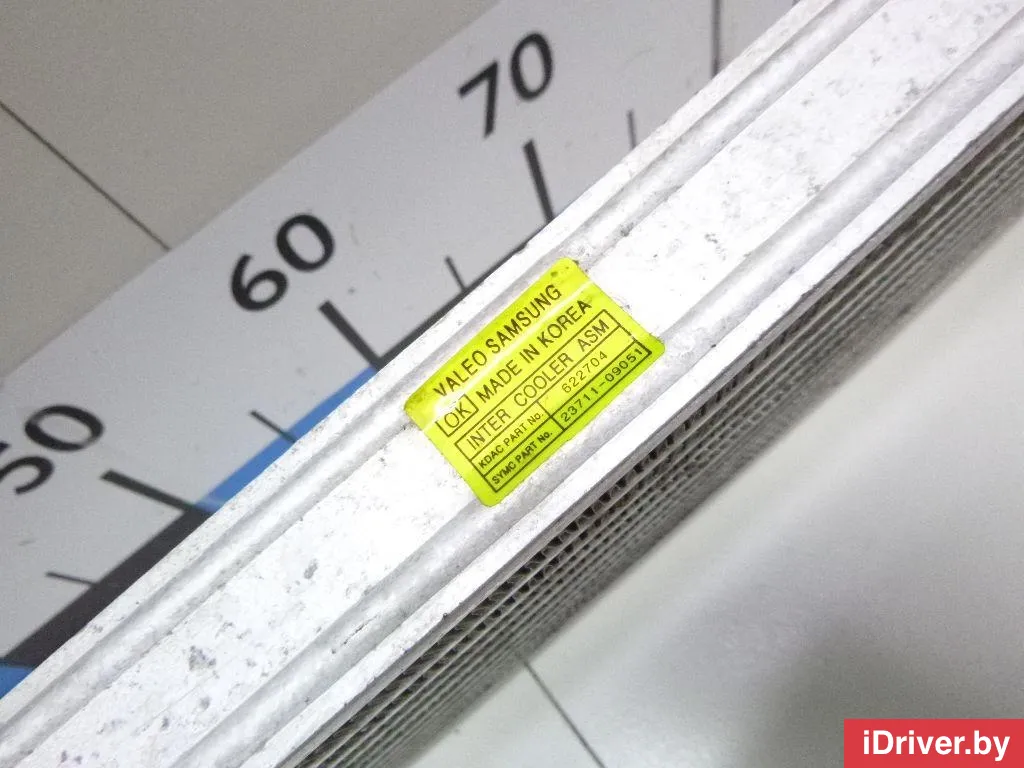 70
60
50
VALEO SAMSUNG
OK MADE IN KOREA
INTER COOLER ASM
KDAC PART No. 622704
SYMC PART No. 23711-09051
iDriver.by